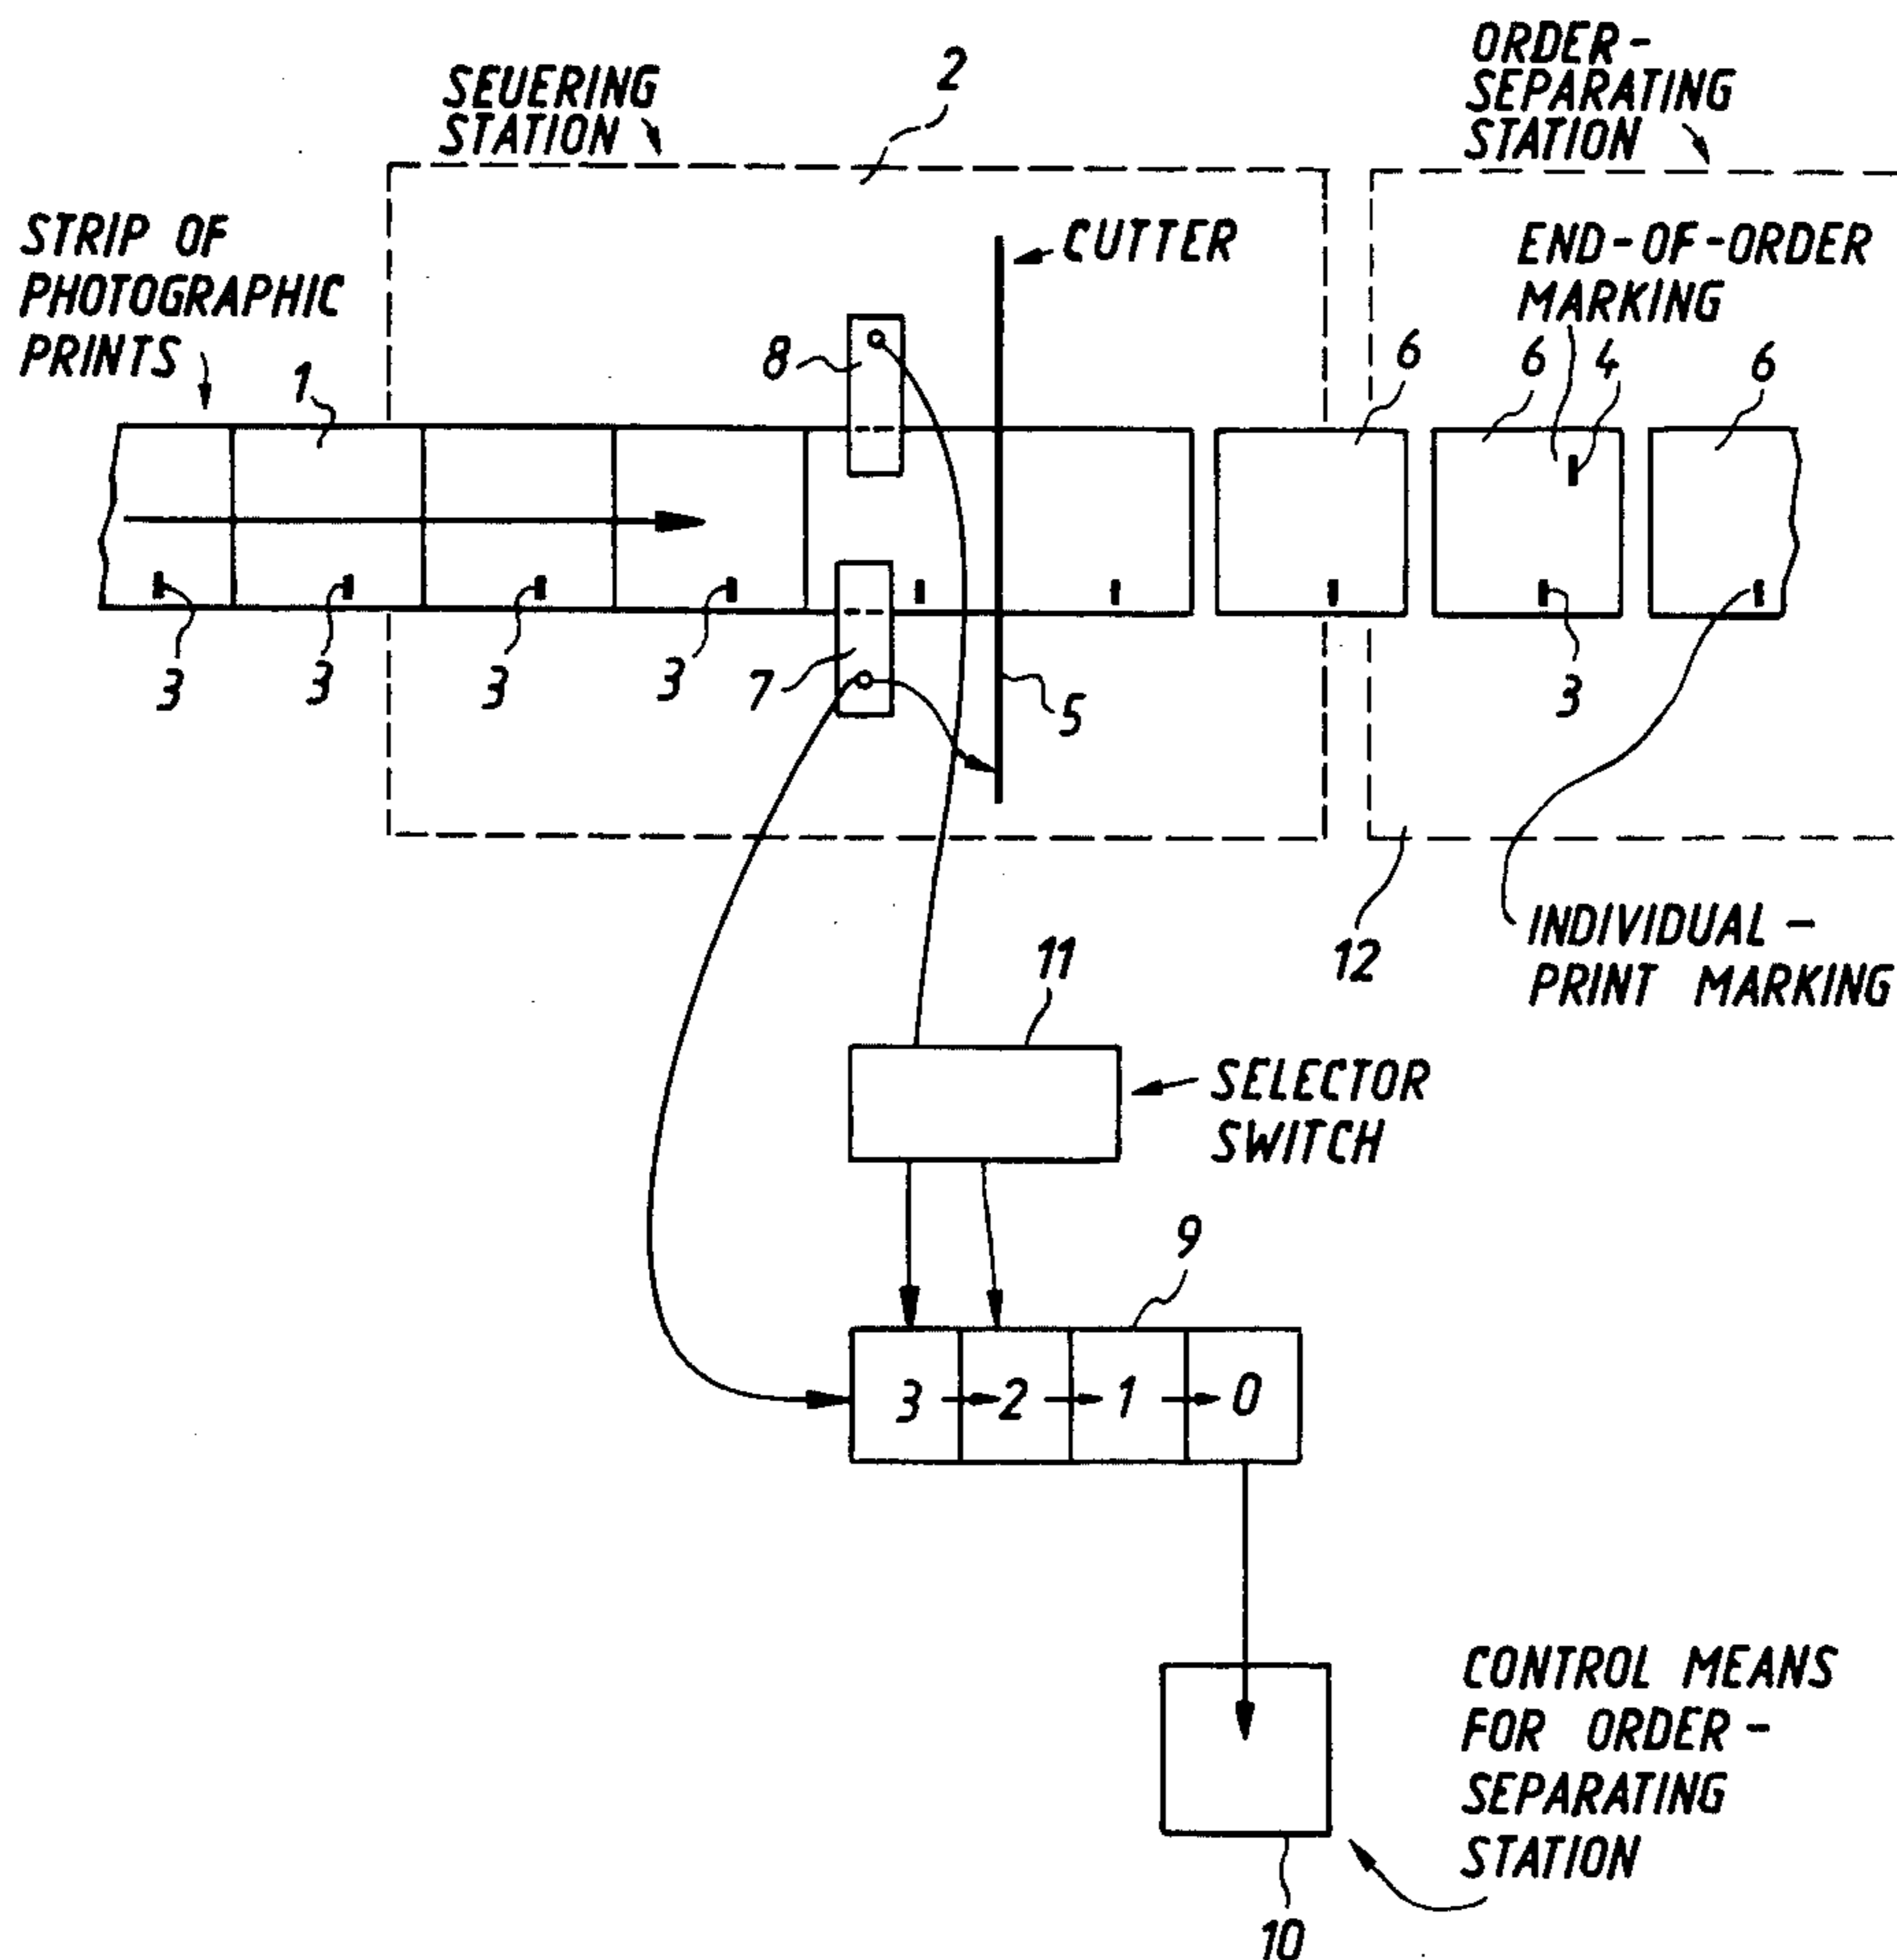 ORDER-
SEPARATING
STATION
2
SEUERING
STATION
STRIP OF
PHOTOGRAPHIC
PRINTS
CUTTER
END-OF-ORDER
MARKING
1
8
6
6
4
6
3
3
3
3
7
5
3
12
INDIVIDUAL-
PRINT MARKING
11
SELECTOR
SWITCH
9
3 2 1 0
CONTROL MEANS
FOR ORDER-
SEPARATING
STATION
10